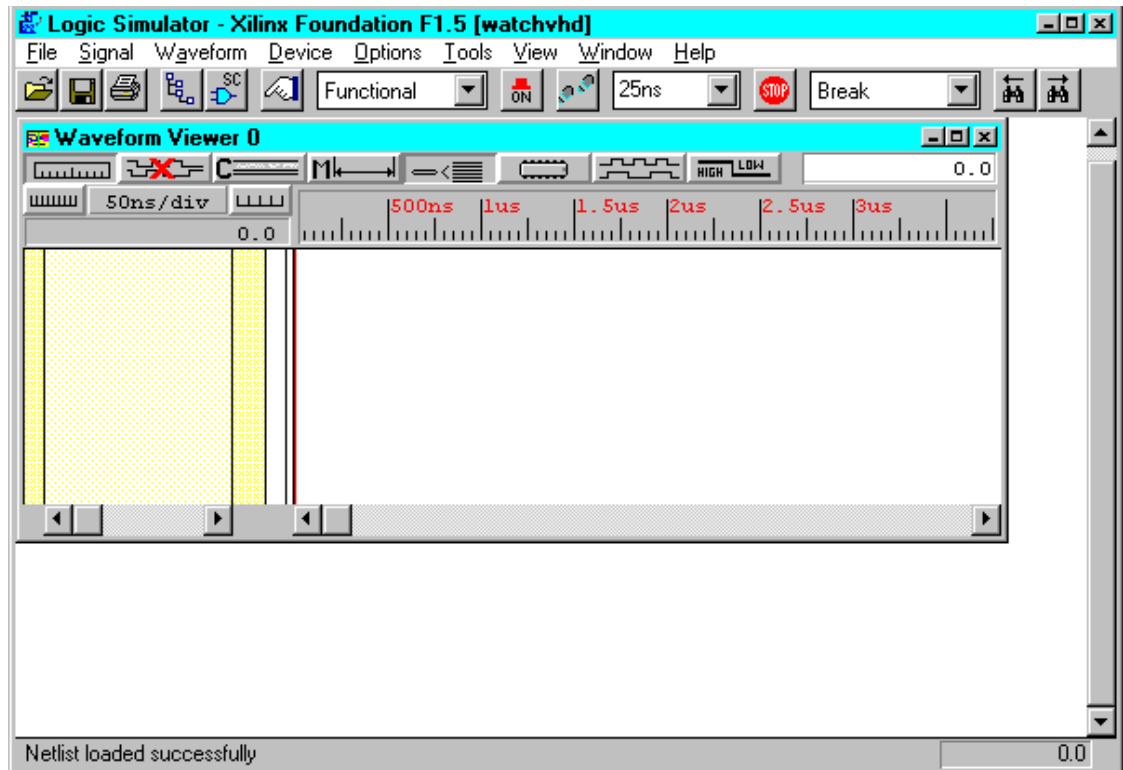 Logic Simulator - Xilinx Foundation F1.5 [watchvhd]
File Signal Waveform Device Options Tools View Window Help
SC Functional ON 25ns STOP Break
Waveform Viewer 0
C M HIGH LOW 0.0
50ns/div 500ns 1us 1.5us 2us 2.5us 3us
0.0
Netlist loaded successfully 0.0